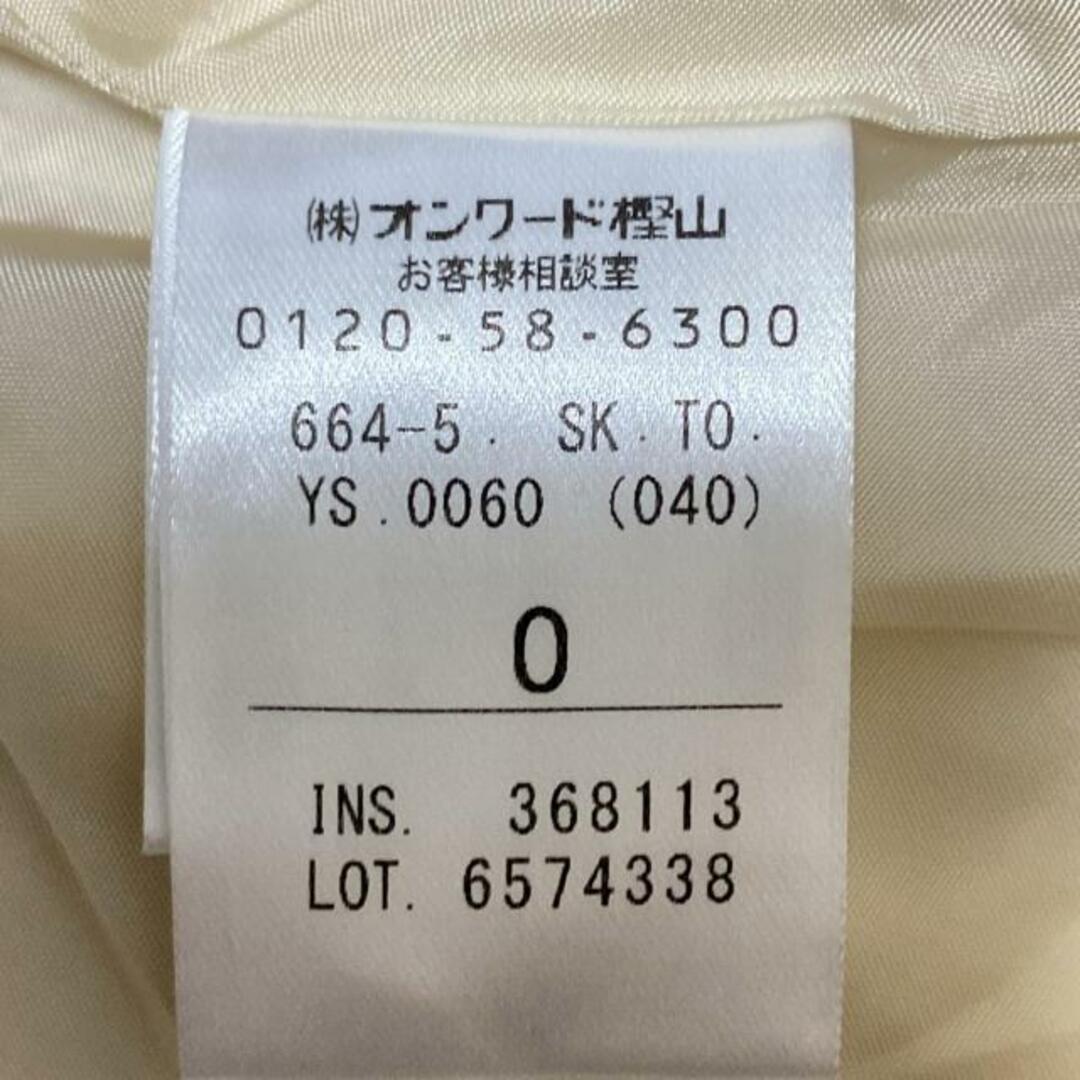 ㈱オンワード樫山
お客様相談室
0120-58-6300
664-5. SK. TO.
YS.0060 (040)
0
INS. 368113
LOT. 6574338